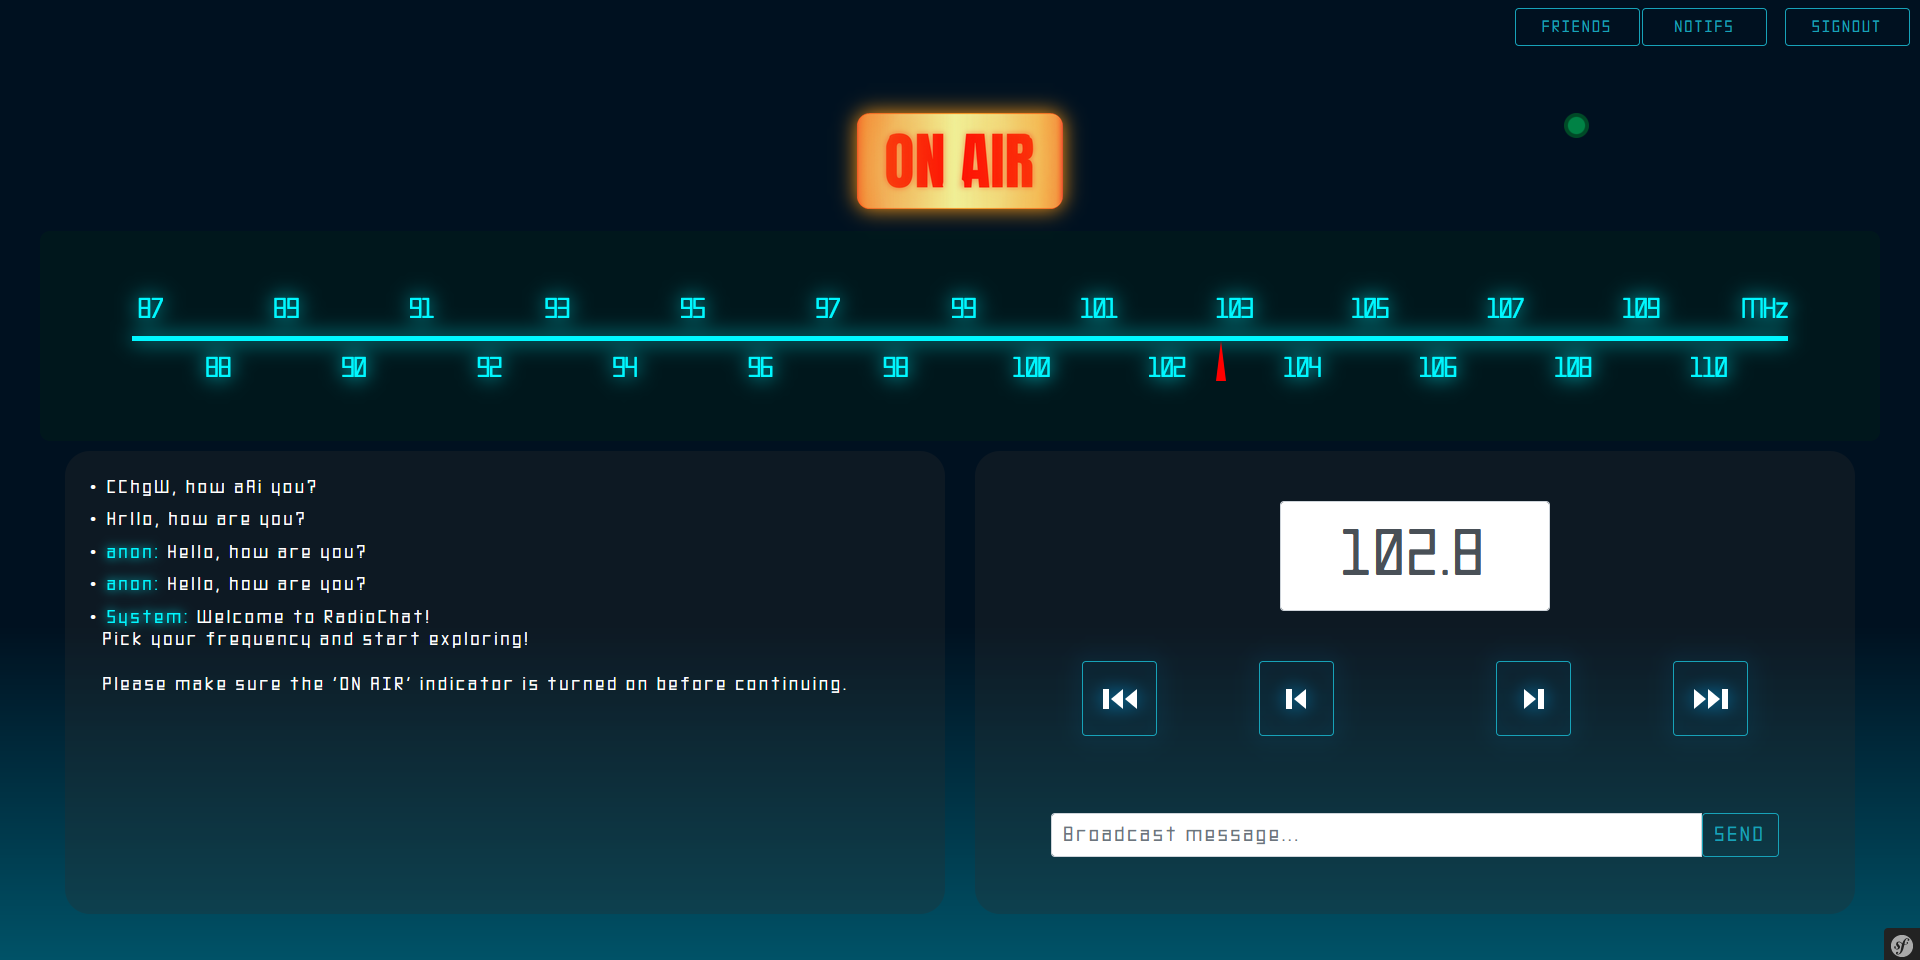 FRIENDS NOTIFS SIGNOUT
ON AIR
87 89 91 93 95 97 99 101 103 105 107 109 MHz
88 90 92 94 96 98 100 102 104 106 108 110
• CChgW, how aRi you?
• Hrllo, how are you?
• anon: Hello, how are you?
• anon: Hello, how are you?
• System: Welcome to RadioChat!
Pick your frequency and start exploring!
Please make sure the 'ON AIR' indicator is turned on before continuing.
102.8
Broadcast message... SEND
sf